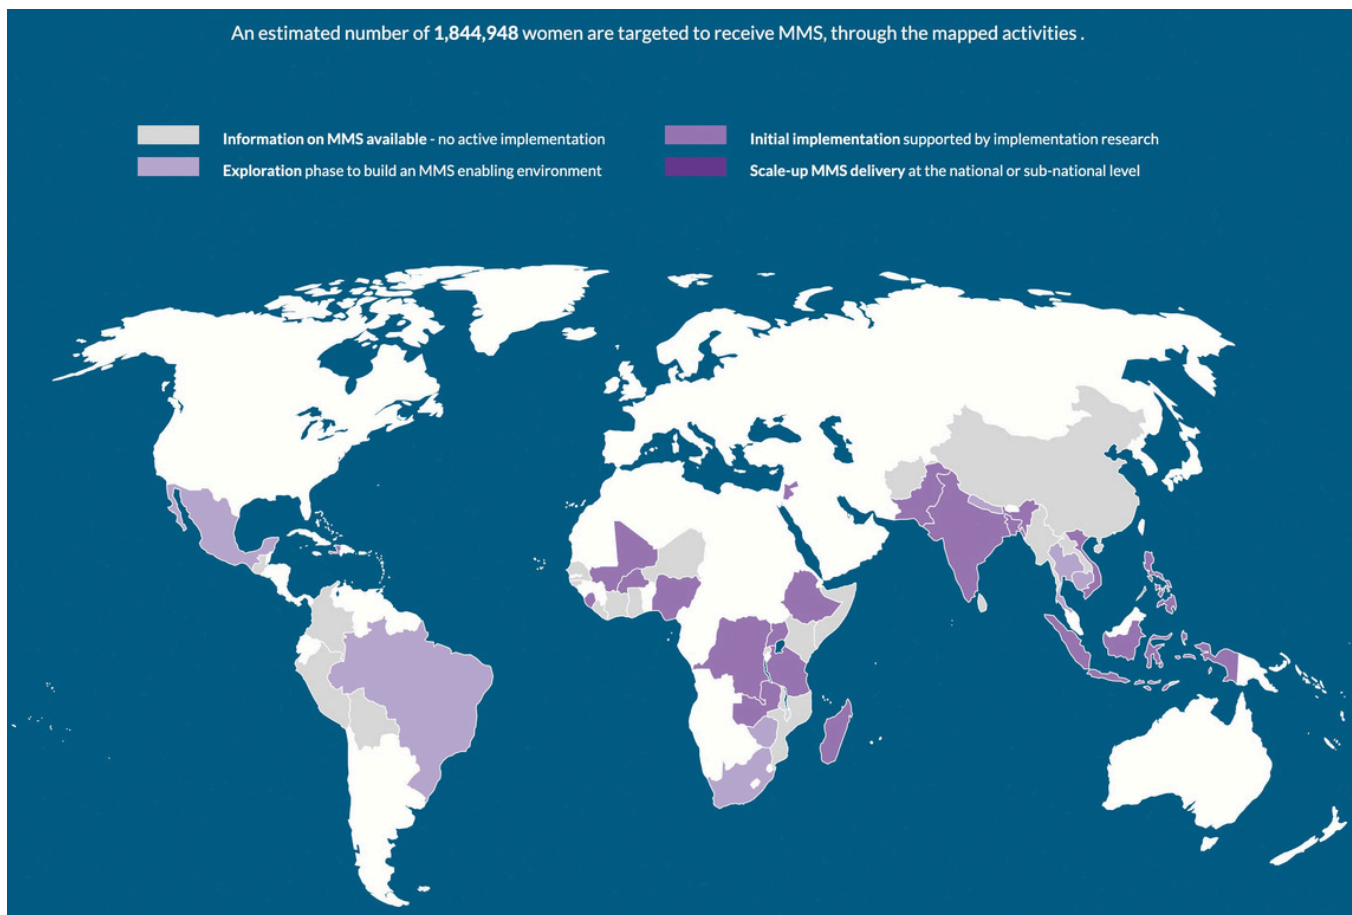 An estimated number of 1,844,948 women are targeted to receive MMS, through the mapped activities .
Information on MMS available - no active implementation
Exploration phase to build an MMS enabling environment
Initial implementation supported by implementation research
Scale-up MMS delivery at the national or sub-national level